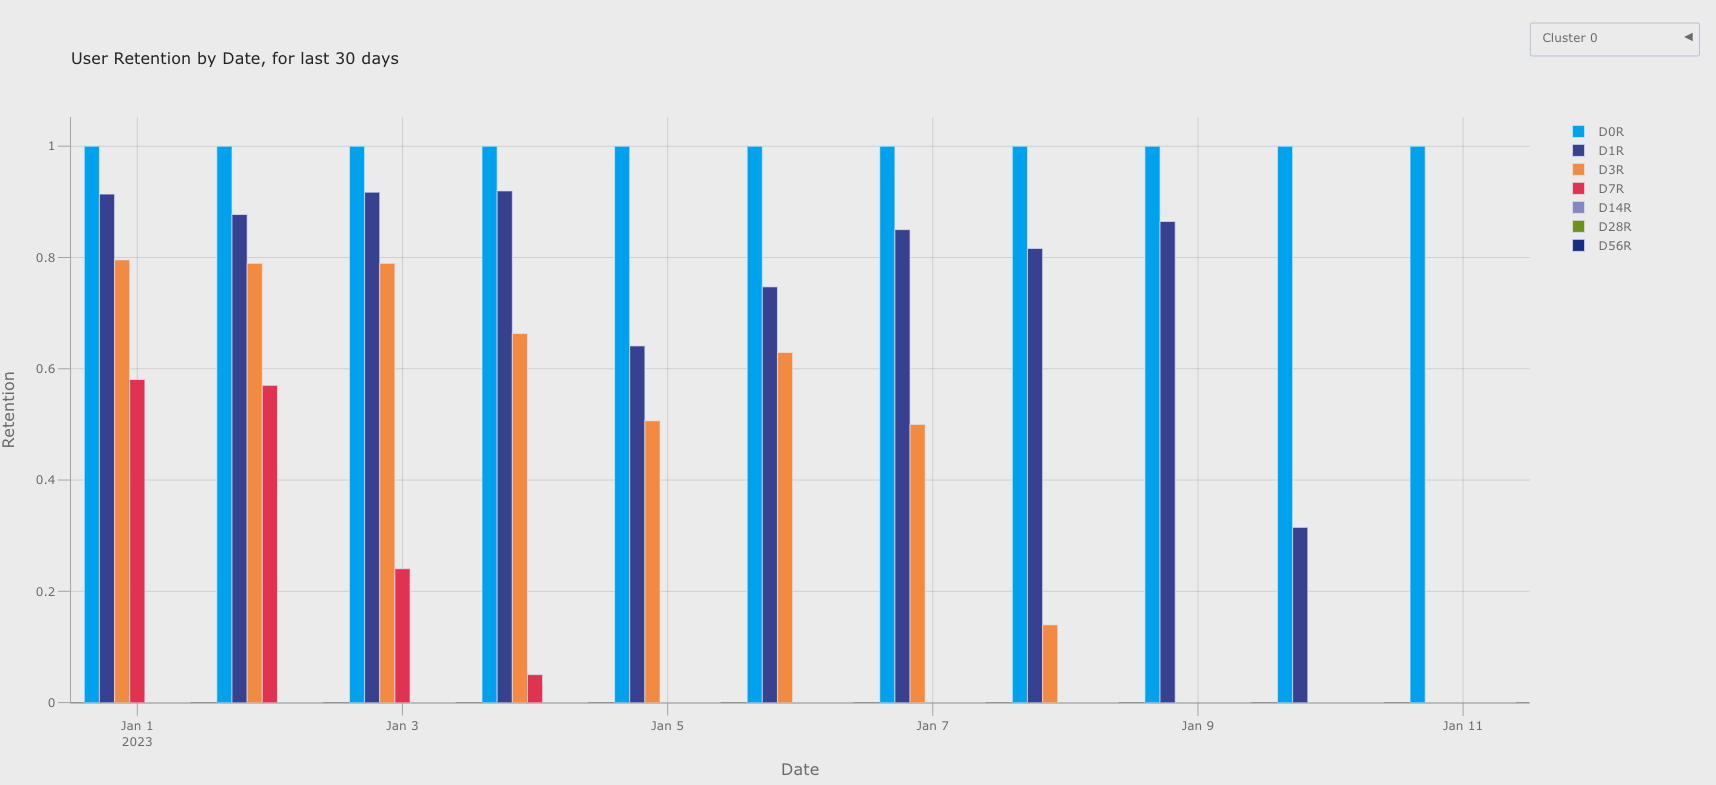 Cluster 0 ◀
User Retention by Date, for last 30 days
D0R
D1R
D3R
D7R
D14R
D28R
D56R
Retention
1
0.8
0.6
0.4
0.2
0
Jan 1
2023
Jan 3
Jan 5
Jan 7
Jan 9
Jan 11
Date